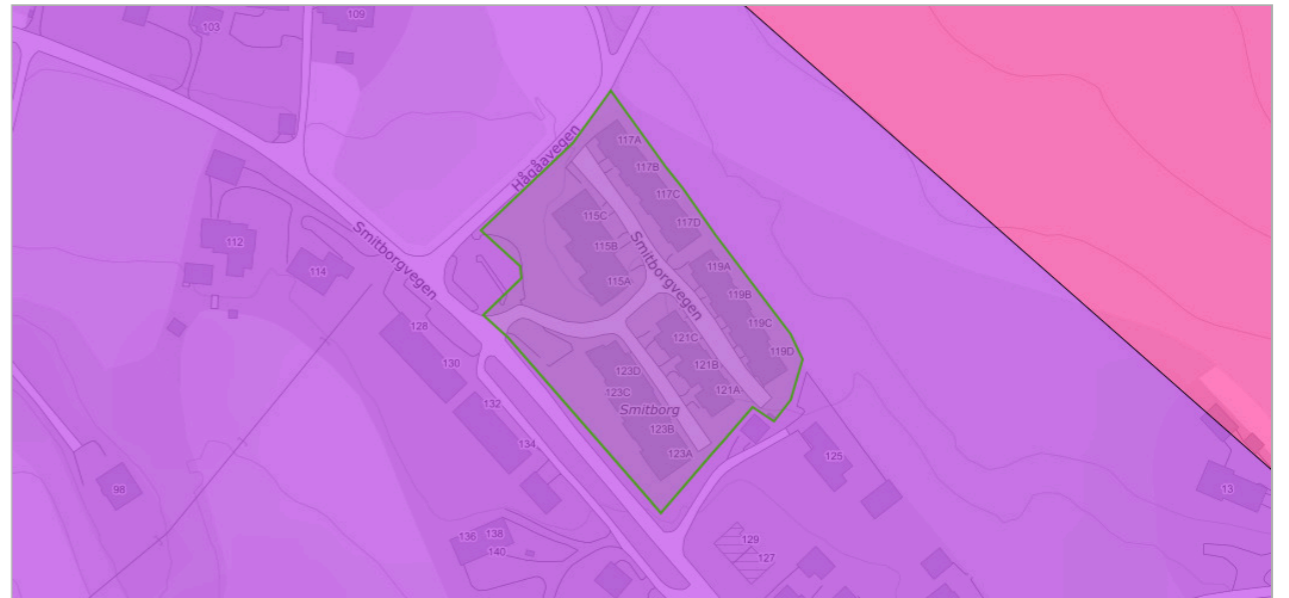 103
109
117A
117B
117C
117D
Hågåavegen
115C
115B
115A
Smitborgvegen
119A
119B
119C
119D
112
114
Smitborgvegen
128
130
132
134
121C
121B
121A
123D
123C
Smitborg
123B
123A
125
98
13
136
138
140
129
127